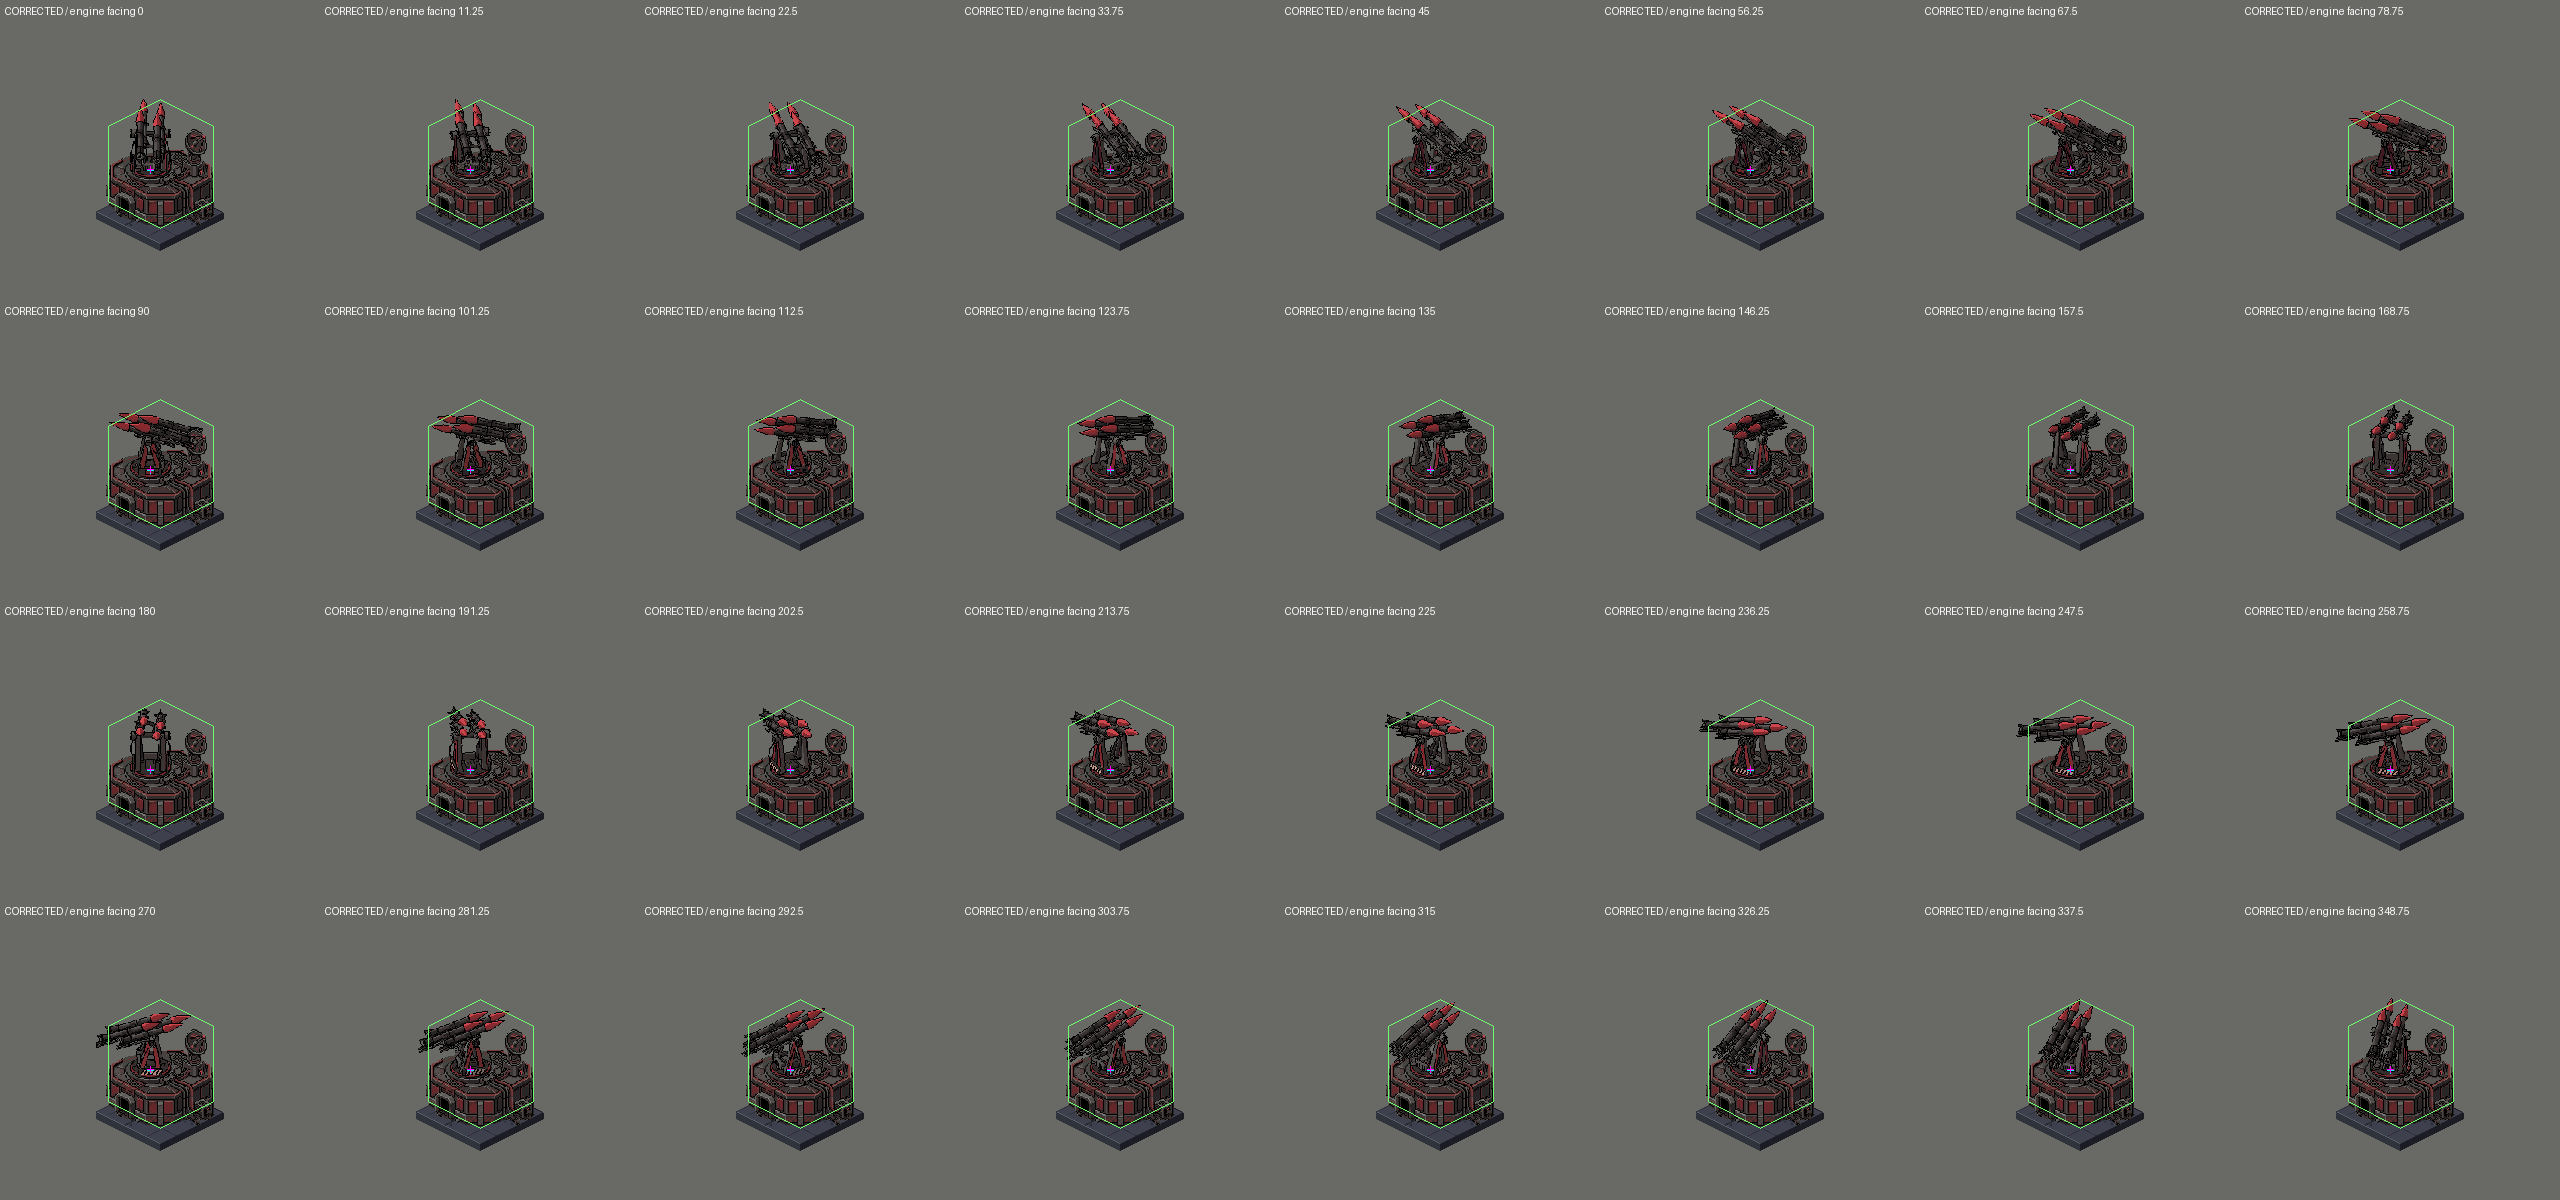 CORRECTED / engine facing 0
CORRECTED / engine facing 11.25
CORRECTED / engine facing 22.5
CORRECTED / engine facing 33.75
CORRECTED / engine facing 45
CORRECTED / engine facing 56.25
CORRECTED / engine facing 67.5
CORRECTED / engine facing 78.75
CORRECTED / engine facing 90
CORRECTED / engine facing 101.25
CORRECTED / engine facing 112.5
CORRECTED / engine facing 123.75
CORRECTED / engine facing 135
CORRECTED / engine facing 146.25
CORRECTED / engine facing 157.5
CORRECTED / engine facing 168.75
CORRECTED / engine facing 180
CORRECTED / engine facing 191.25
CORRECTED / engine facing 202.5
CORRECTED / engine facing 213.75
CORRECTED / engine facing 225
CORRECTED / engine facing 236.25
CORRECTED / engine facing 247.5
CORRECTED / engine facing 258.75
CORRECTED / engine facing 270
CORRECTED / engine facing 281.25
CORRECTED / engine facing 292.5
CORRECTED / engine facing 303.75
CORRECTED / engine facing 315
CORRECTED / engine facing 326.25
CORRECTED / engine facing 337.5
CORRECTED / engine facing 348.75